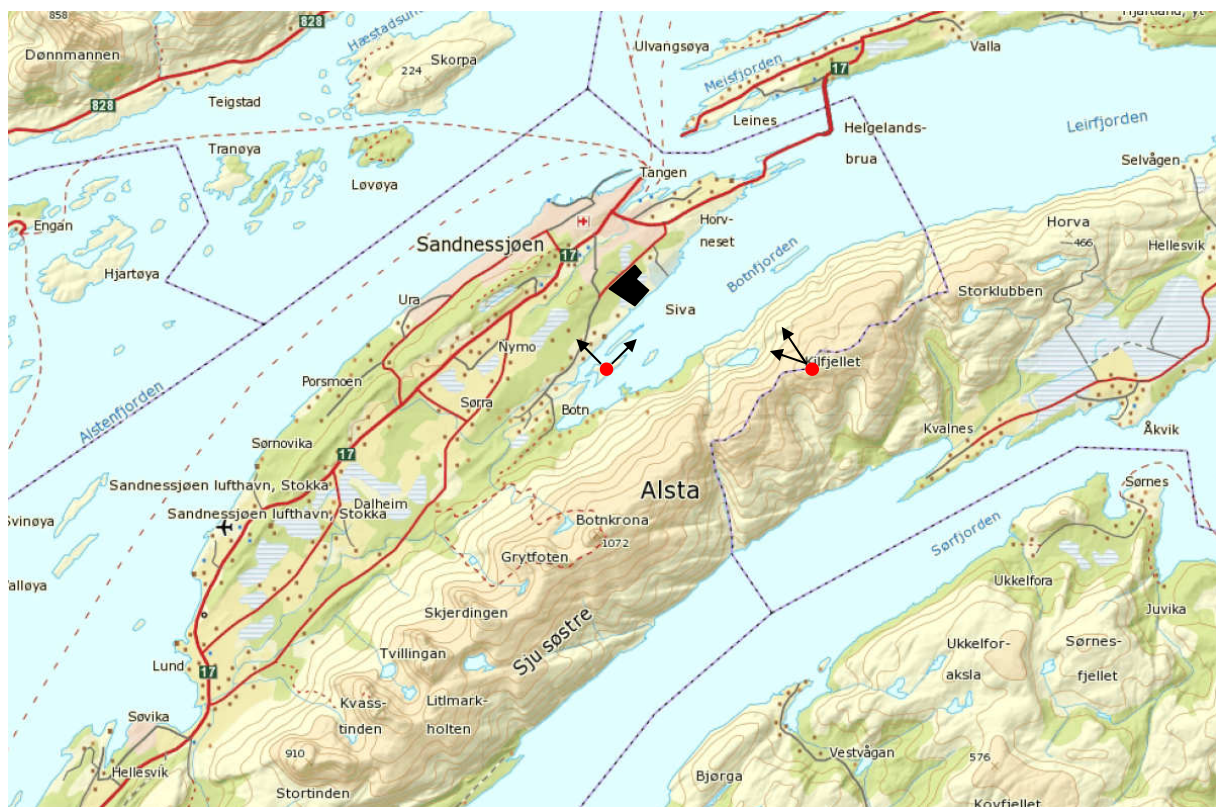 858
828
Hæstadsund
Hjartland, yt
Dønnmannen
Skorpa
224
Ulvangsøya
Valla
Meisfjorden
17
828
Teigstad
Leines
Helgelands-
brua
Leirfjorden
Tranøya
Løvøya
Tangen
Selvågen
Engan
Horv-
neset
Horva
466
Hellesvik
Sandnessjøen
17
Hjartøya
Botnfjorden
Storklubben
Ura
Siva
Nymo
Kilfjellet
Porsmoen
Alstenfjorden
Sørra
Botn
Kvalnes
Åkvik
Sørnovika
17
Sandnessjøen lufthavn, Stokka
Alsta
Sørnes
Dalheim
Sandnessjøen lufthavn, Stokka
Svinøya
Botnkrona
1072
Sørfjorden
Grytfoten
Ukkelfora
Skjerdingen
Juvika
Sju søstre
Ukkelfor-
aksla
Sørnes-
fjellet
Tvillingan
Lund
17
Kvass-
tinden
Litlmark-
holten
Søvika
910
Vestvågan
576
Hellesvik
Bjørga
Stortinden